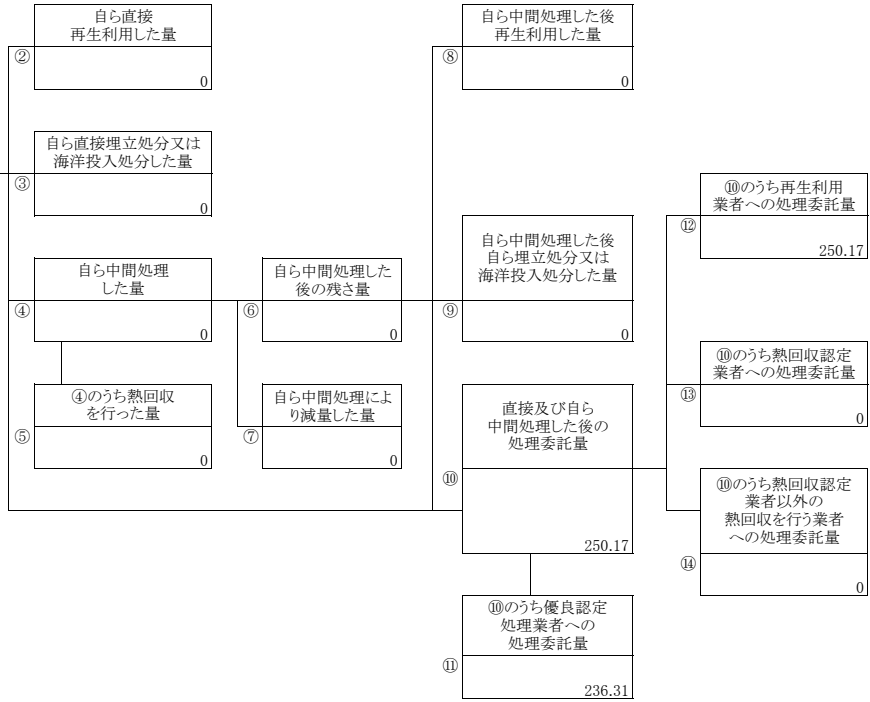 自ら直接
再生利用した量
②
0
自ら直接埋立処分又は
海洋投入処分した量
③
0
自ら中間処理
した量
④
0
④のうち熱回収
を行った量
⑤
0
自ら中間処理した
後の残さ量
⑥
0
自ら中間処理によ
り減量した量
⑦
0
自ら中間処理した後
再生利用した量
⑧
0
自ら中間処理した後
自ら埋立処分又は
海洋投入処分した量
⑨
0
直接及び自ら
中間処理した後の
処理委託量
⑩
250.17
⑩のうち優良認定
処理業者への
処理委託量
⑪
236.31
⑩のうち再生利用
業者への処理委託量
⑫
250.17
⑩のうち熱回収認定
業者への処理委託量
⑬
0
⑩のうち熱回収認定
業者以外の
熱回収を行う業者
への処理委託量
⑭
0